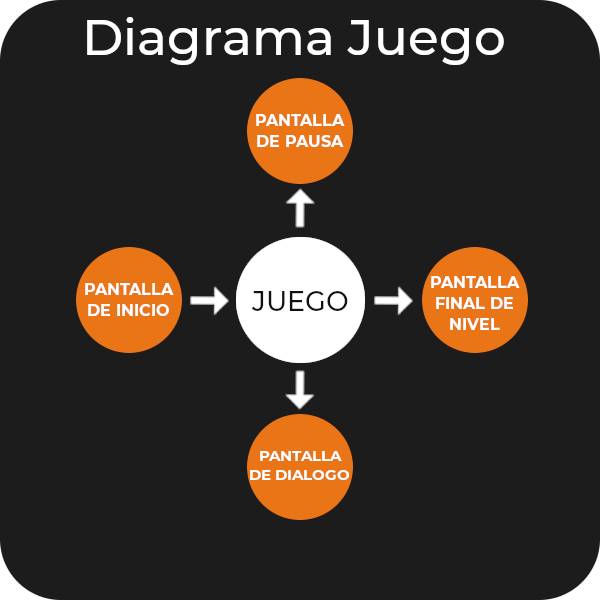 Diagrama Juego
PANTALLA
DE PAUSA
PANTALLA
DE INICIO
JUEGO
PANTALLA
FINAL DE
NIVEL
PANTALLA
DE DIALOGO